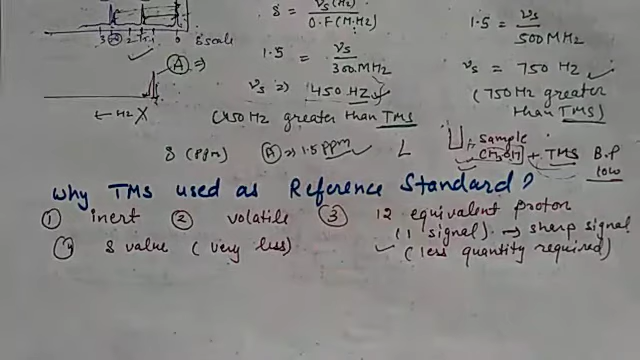 δ = νs (Hz) / O.F (M.Hz)
3 2 1 0 δ scale
1.5 = νs / 300 MHz
1.5 = νs / 500 MHz
(A) ⇒
νs ⇒ 450 HZ
νs = 750 Hz
← Hz X
(450 Hz greater than TMS
(750 Hz greater than TMS)
δ (ppm) (A) ⇒ 1.5 ppm
sample
CH3OH + TMS B.P low
Why TMS used as Reference Standard?
① inert ② volatile ③ 12 equivalent proton
(1 signal) → sharp signal
δ value (very less) (less quantity required)